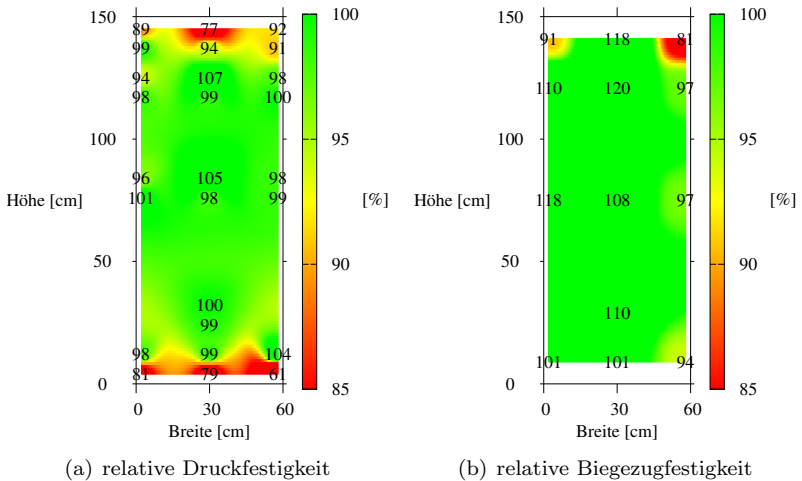 150
89 77 92
99 94 91
94 107 98
98 99 100
100
96 105 98
101 98 99
Höhe [cm]
50
100
99
98 99 104
81 79 61
0
0 30 60
Breite [cm]
100
95
[%]
90
85
(a) relative Druckfestigkeit
150
91 118 81
110 120 97
100
118 108 97
Höhe [cm]
50
110
101 101 94
0
0 30 60
Breite [cm]
100
95
[%]
90
85
(b) relative Biegezugfestigkeit